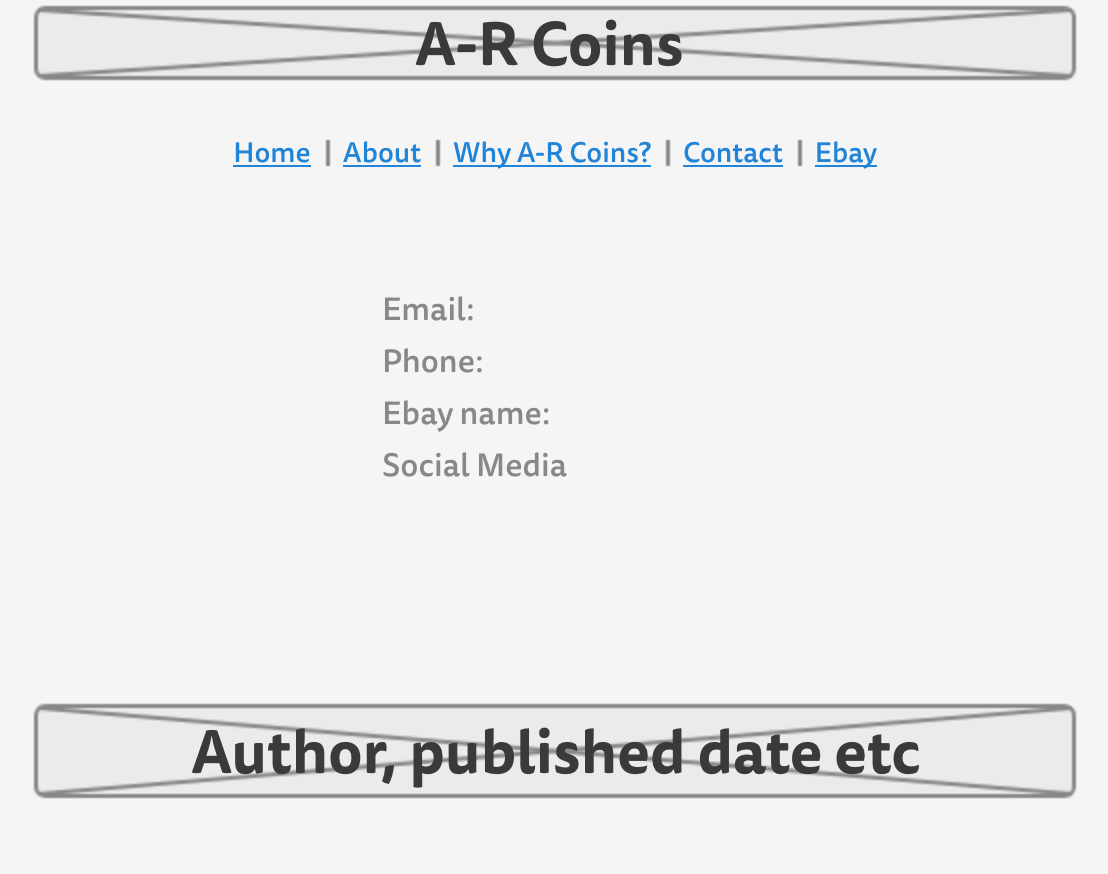 A-R Coins
Home | About | Why A-R Coins? | Contact | Ebay
Email:
Phone:
Ebay name:
Social Media
Author, published date etc